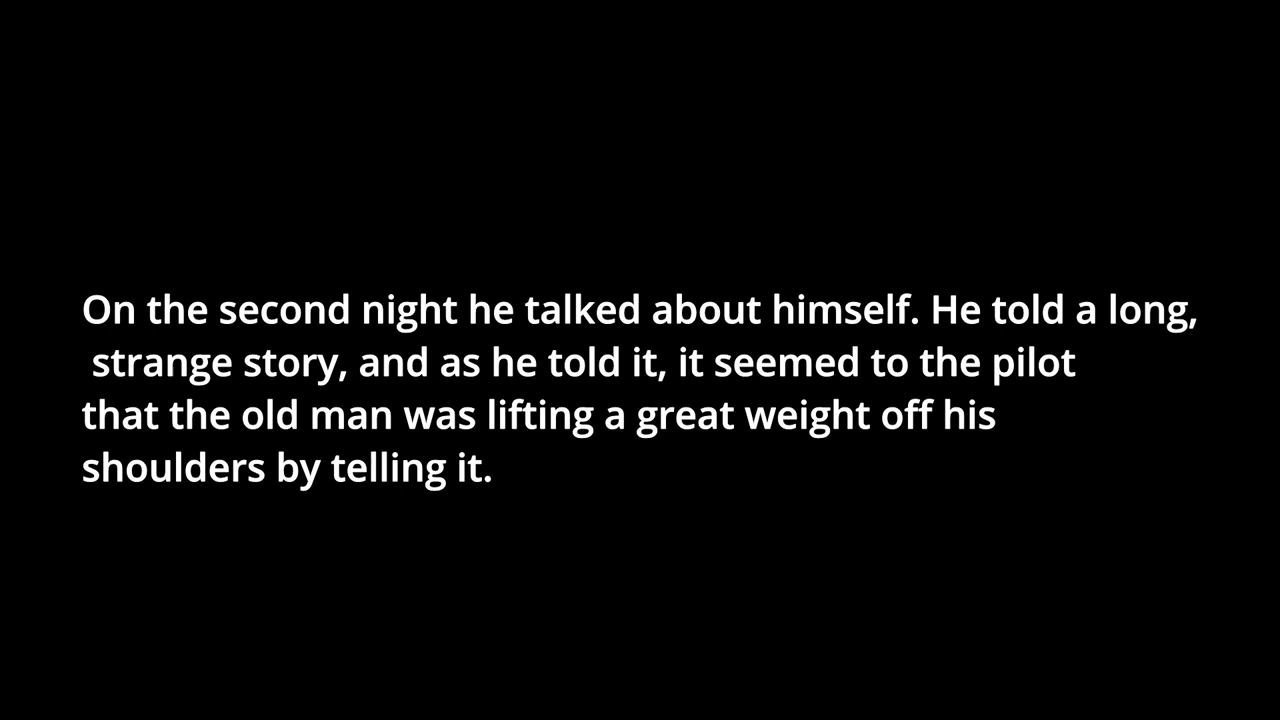 On the second night he talked about himself. He told a long,
strange story, and as he told it, it seemed to the pilot
that the old man was lifting a great weight off his
shoulders by telling it.